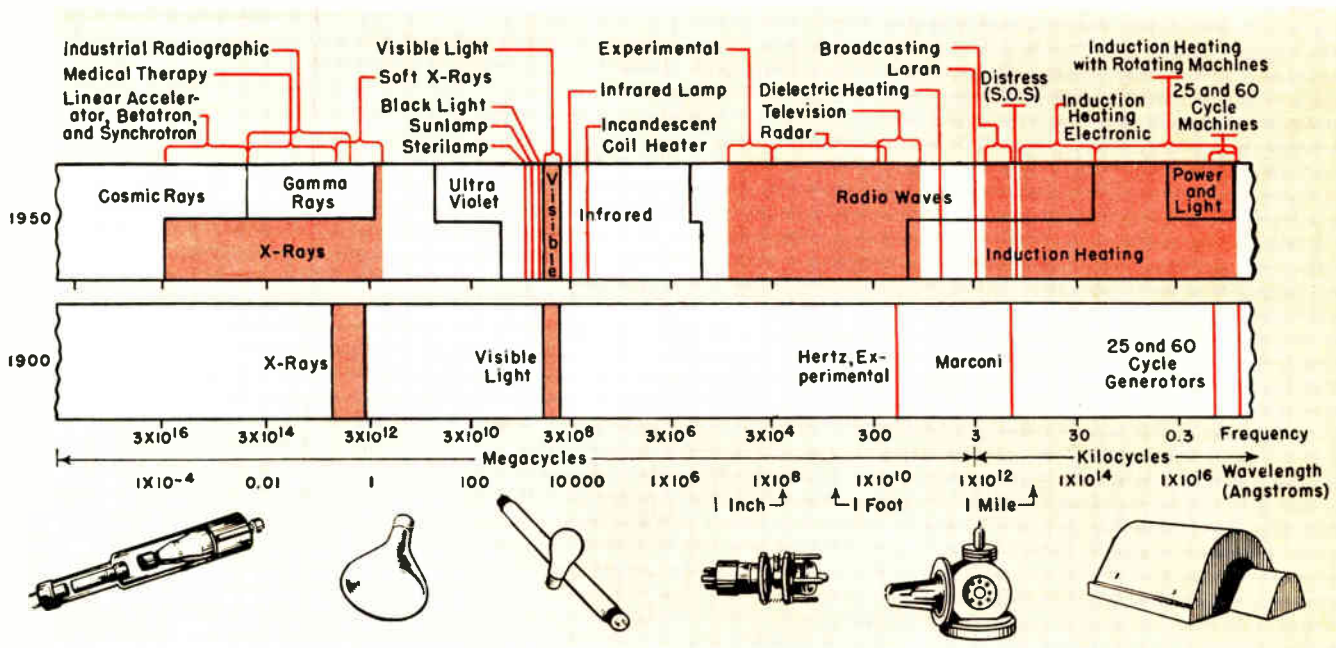 Industrial Radiographic
Medical Therapy
Linear Acceler-
ator, Betatron,
and Synchrotron
Visible Light
Soft X-Rays
Black Light
Sunlamp
Sterilamp
Experimental
Infrared Lamp
Incandescent
Coil Heater
Dielectric Heating
Television
Radar
Broadcasting
Loran
Distress
(S.O.S)
Induction Heating
with Rotating Machines
Induction
Heating
Electronic
25 and 60
Cycle
Machines
1950
Cosmic Rays
Gamma
Rays
X-Rays
Ultra
Violet
Visible
Infrared
Radio Waves
Induction Heating
Power
and
Light
1900
X-Rays
Visible
Light
Hertz, Ex-
perimental
Marconi
25 and 60
Cycle
Generotors
3X10¹⁶ 3X10¹⁴ 3X10¹² 3X10¹⁰ 3X10⁸ 3X10⁶ 3X10⁴ 300 3 30 0.3 Frequency
Megacycles Kilocycles
1X10⁻⁴ 0.01 1 100 10000 1X10⁶ 1X10⁸ 1X10¹⁰ 1X10¹² 1X10¹⁴ 1X10¹⁶ Wavelength
(Angstroms)
1 Inch 1 Foot 1 Mile